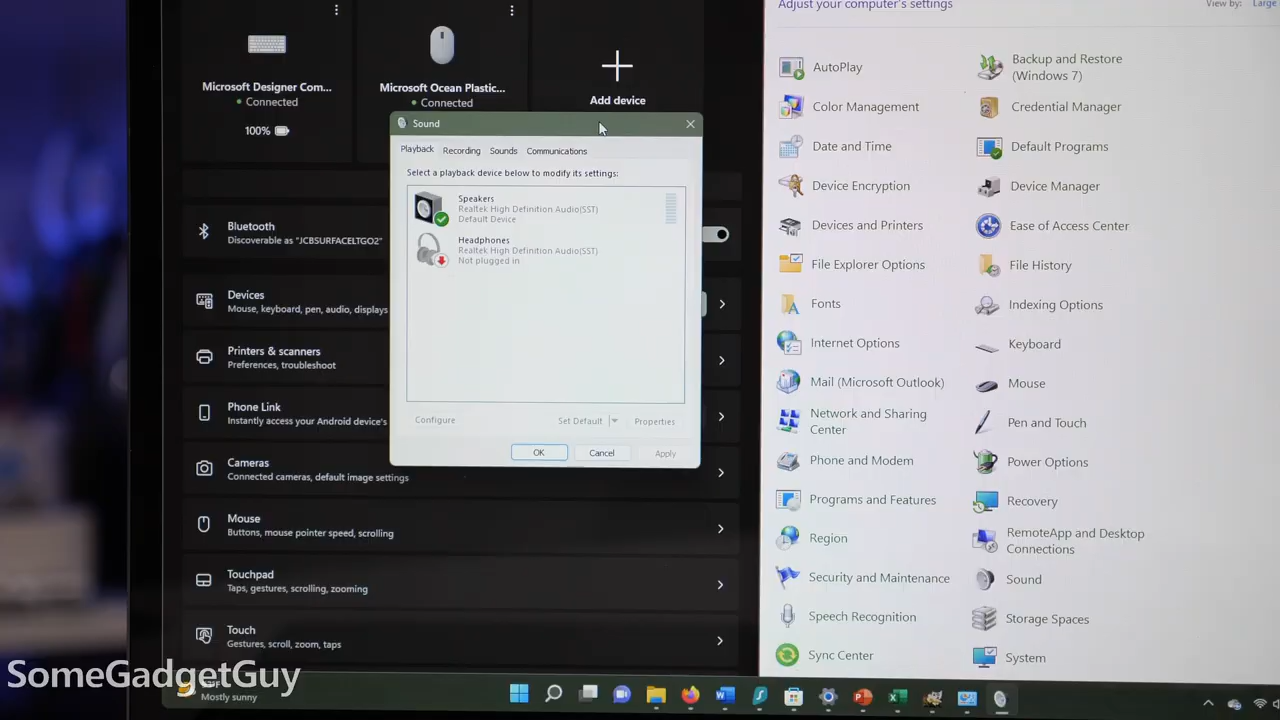 Microsoft Designer Com...
Connected
100%
Microsoft Ocean Plastic...
Connected
Add device
Bluetooth
Discoverable as "JCBSURFACELTGO2"
Devices
Mouse, keyboard, pen, audio, displays
Printers & scanners
Preferences, troubleshoot
Phone Link
Instantly access your Android device's
Cameras
Connected cameras, default image settings
Mouse
Buttons, mouse pointer speed, scrolling
Touchpad
Taps, gestures, scrolling, zooming
Touch
Gestures, scroll, zoom, taps
Sound
Playback Recording Sounds Communications
Select a playback device below to modify its settings:
Speakers
Realtek High Definition Audio(SST)
Default Device
Headphones
Realtek High Definition Audio(SST)
Not plugged in
Configure Set Default Properties
OK Cancel Apply
Adjust your computer's settings
View by: Large
AutoPlay
Color Management
Date and Time
Device Encryption
Devices and Printers
File Explorer Options
Fonts
Internet Options
Mail (Microsoft Outlook)
Network and Sharing
Center
Phone and Modem
Programs and Features
Region
Security and Maintenance
Speech Recognition
Sync Center
Backup and Restore
(Windows 7)
Credential Manager
Default Programs
Device Manager
Ease of Access Center
File History
Indexing Options
Keyboard
Mouse
Pen and Touch
Power Options
Recovery
RemoteApp and Desktop
Connections
Sound
Storage Spaces
System
SomeGadgetGuy
Mostly sunny